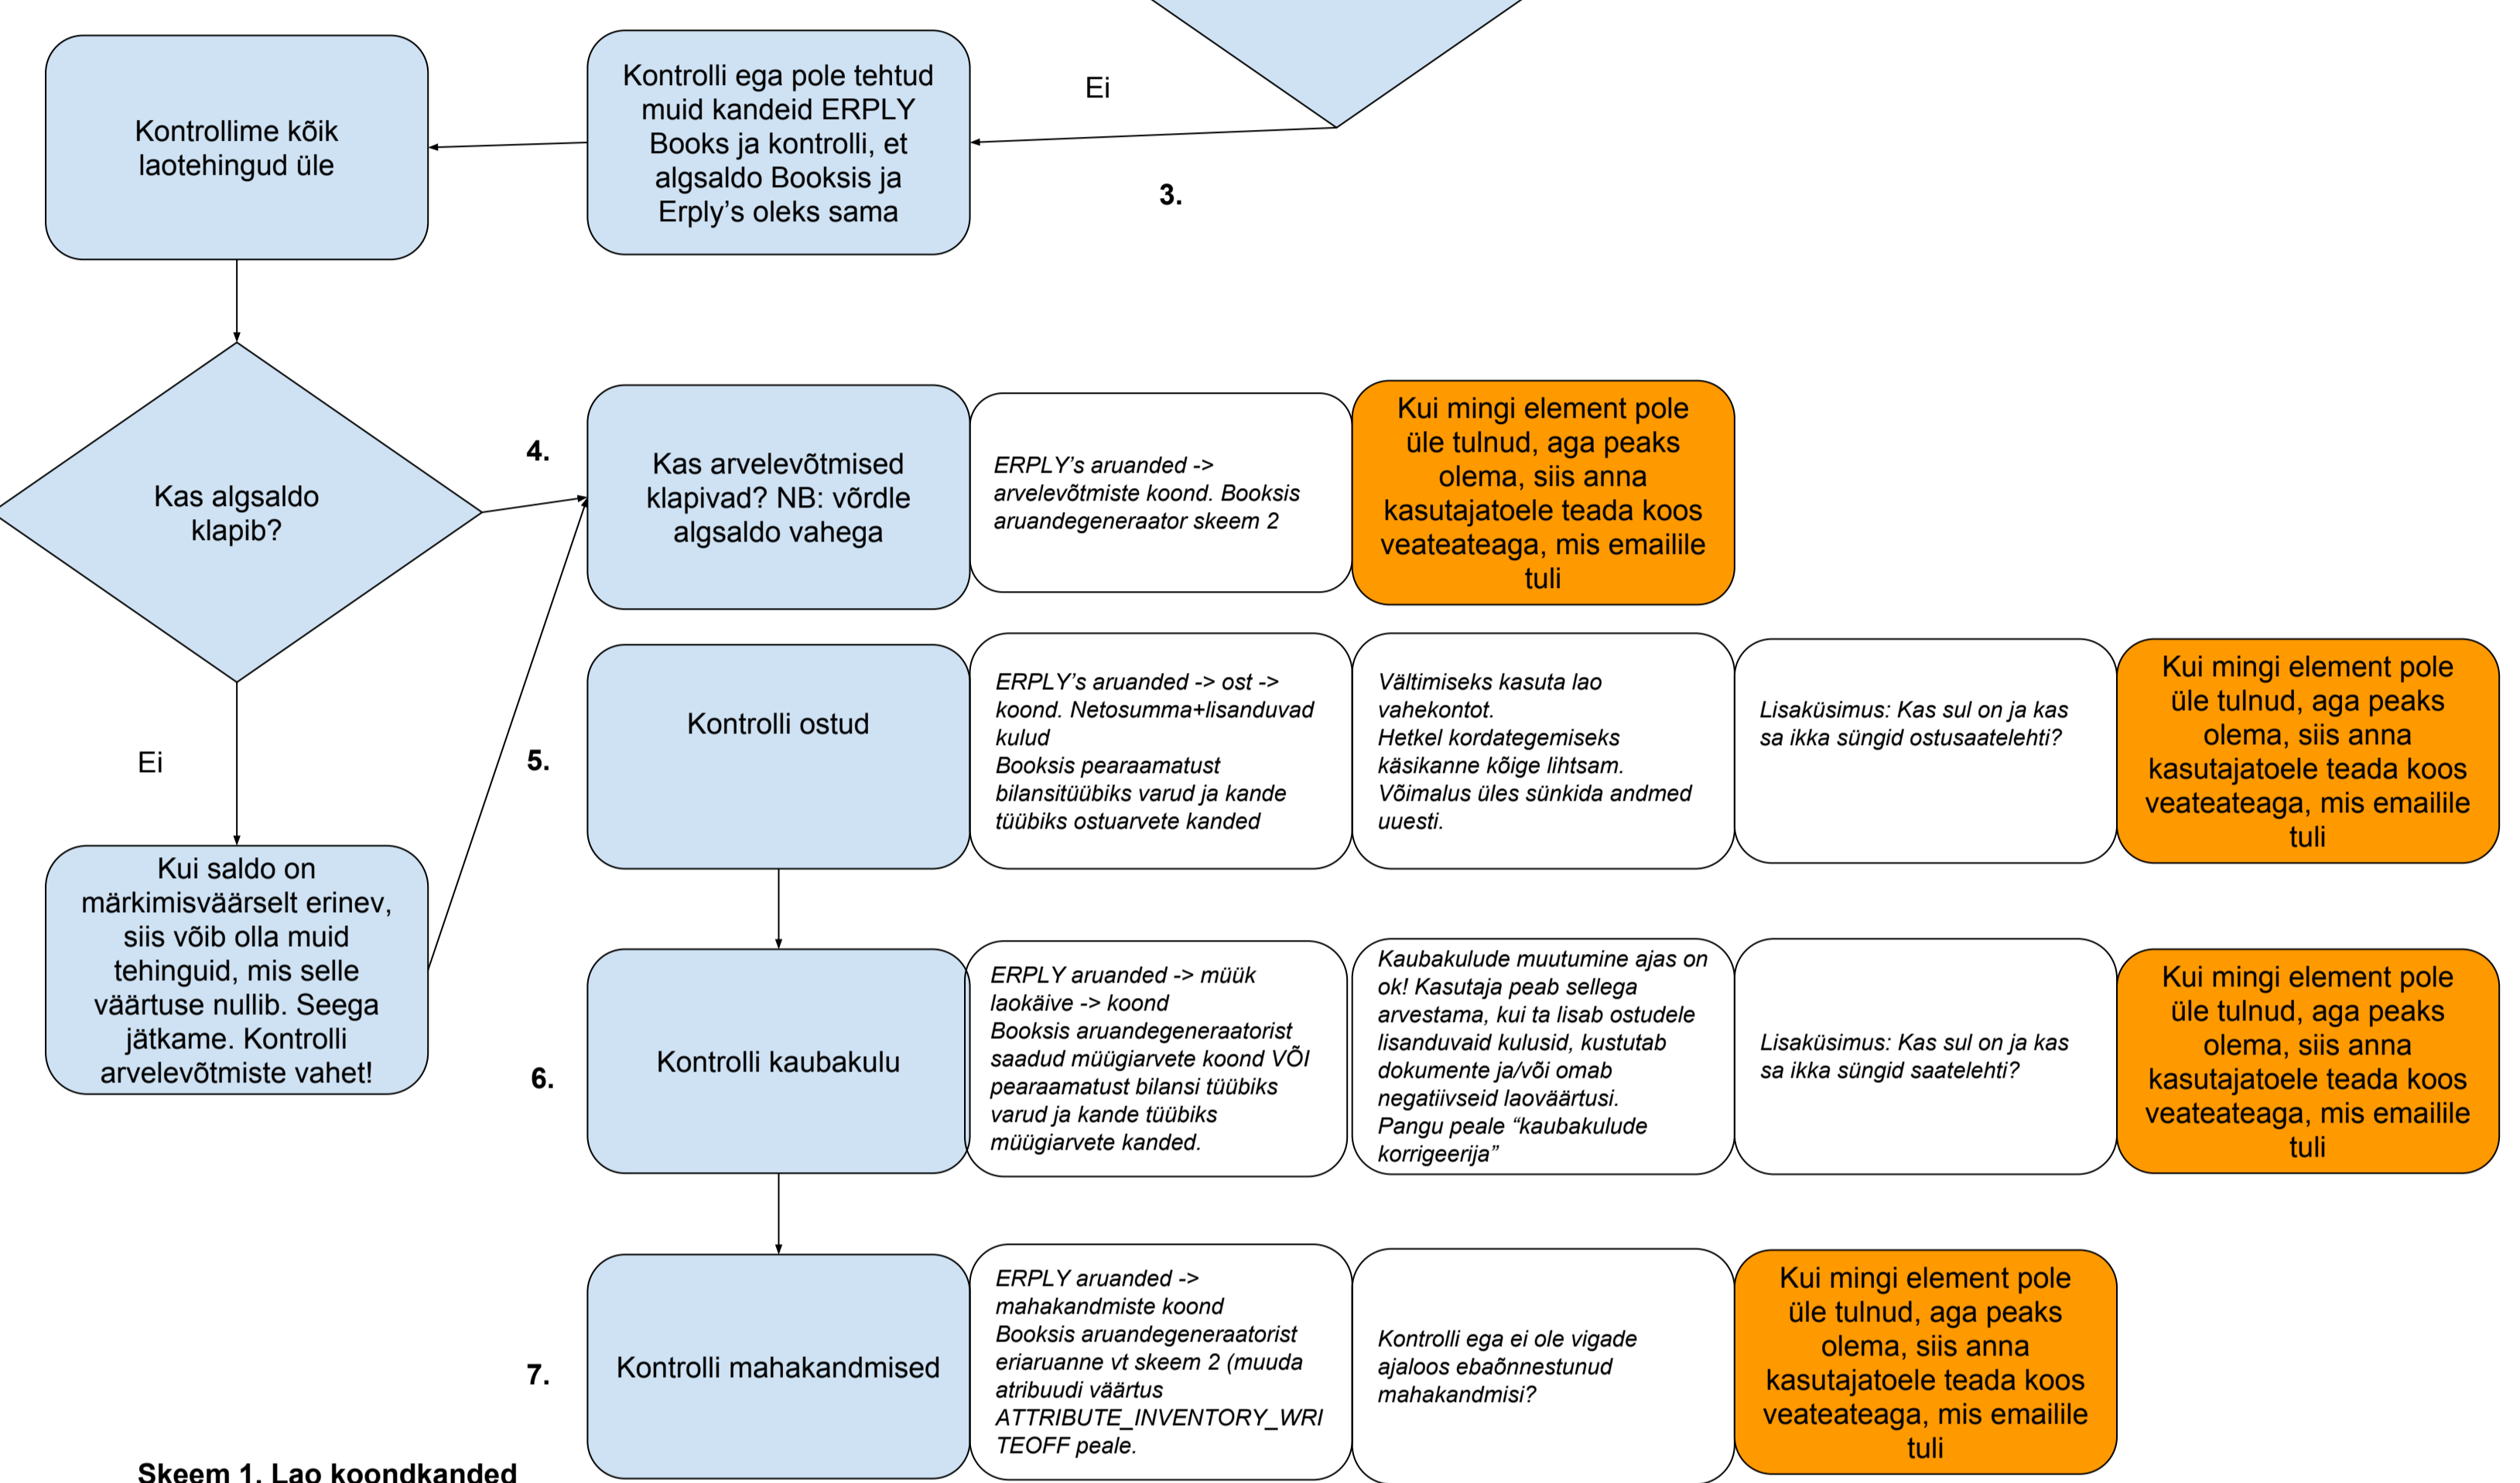 Kontrollime kõik
laotehingud üle
Kontrolli ega pole tehtud
muid kandeid ERPLY
Books ja kontrolli, et
algsaldo Booksis ja
Erply’s oleks sama
Ei
3.
Kas algsaldo
klapib?
4.
Kas arvelevõtmised
klapivad? NB: võrdle
algsaldo vahega
ERPLY’s aruanded ->
arvelevõtmiste koond. Booksis
aruandegeneraator skeem 2
Kui mingi element pole
üle tulnud, aga peaks
olema, siis anna
kasutajatoele teada koos
veateateaga, mis emailile
tuli
Ei
5.
Kontrolli ostud
ERPLY’s aruanded -> ost ->
koond. Netosumma+lisanduvad
kulud
Booksis pearaamatust
bilansitüübiks varud ja kande
tüübiks ostuarvete kanded
Vältimiseks kasuta lao
vahekontot.
Hetkel kordategemiseks
käsikanne kõige lihtsam.
Võimalus üles sünkida andmed
uuesti.
Lisaküsimus: Kas sul on ja kas
sa ikka süngid ostusaatelehti?
Kui mingi element pole
üle tulnud, aga peaks
olema, siis anna
kasutajatoele teada koos
veateateaga, mis emailile
tuli
Kui saldo on
märkimisväärselt erinev,
siis võib olla muid
tehinguid, mis selle
väärtuse nullib. Seega
jätkame. Kontrolli
arvelevõtmiste vahet!
6.
Kontrolli kaubakulu
ERPLY aruanded -> müük
laokäive -> koond
Booksis aruandegeneraatorist
saadud müügiarvete koond VÕI
pearaamatust bilansi tüübiks
varud ja kande tüübiks
müügiarvete kanded.
Kaubakulude muutumine ajas on
ok! Kasutaja peab sellega
arvestama, kui ta lisab ostudele
lisanduvaid kulusid, kustutab
dokumente ja/või omab
negatiivseid laoväärtusi.
Pangu peale “kaubakulude
korrigeerija”
Lisaküsimus: Kas sul on ja kas
sa ikka süngid saatelehti?
Kui mingi element pole
üle tulnud, aga peaks
olema, siis anna
kasutajatoele teada koos
veateateaga, mis emailile
tuli
7.
Kontrolli mahakandmised
ERPLY aruanded ->
mahakandmiste koond
Booksis aruandegeneraatorist
eriaruanne vt skeem 2 (muuda
atribuudi väärtus
ATTRIBUTE_INVENTORY_WRI
TEOFF peale.
Kontrolli ega ei ole vigade
ajaloos ebaõnnestunud
mahakandmisi?
Kui mingi element pole
üle tulnud, aga peaks
olema, siis anna
kasutajatoele teada koos
veateateaga, mis emailile
tuli
Skeem 1. Lao koondkanded